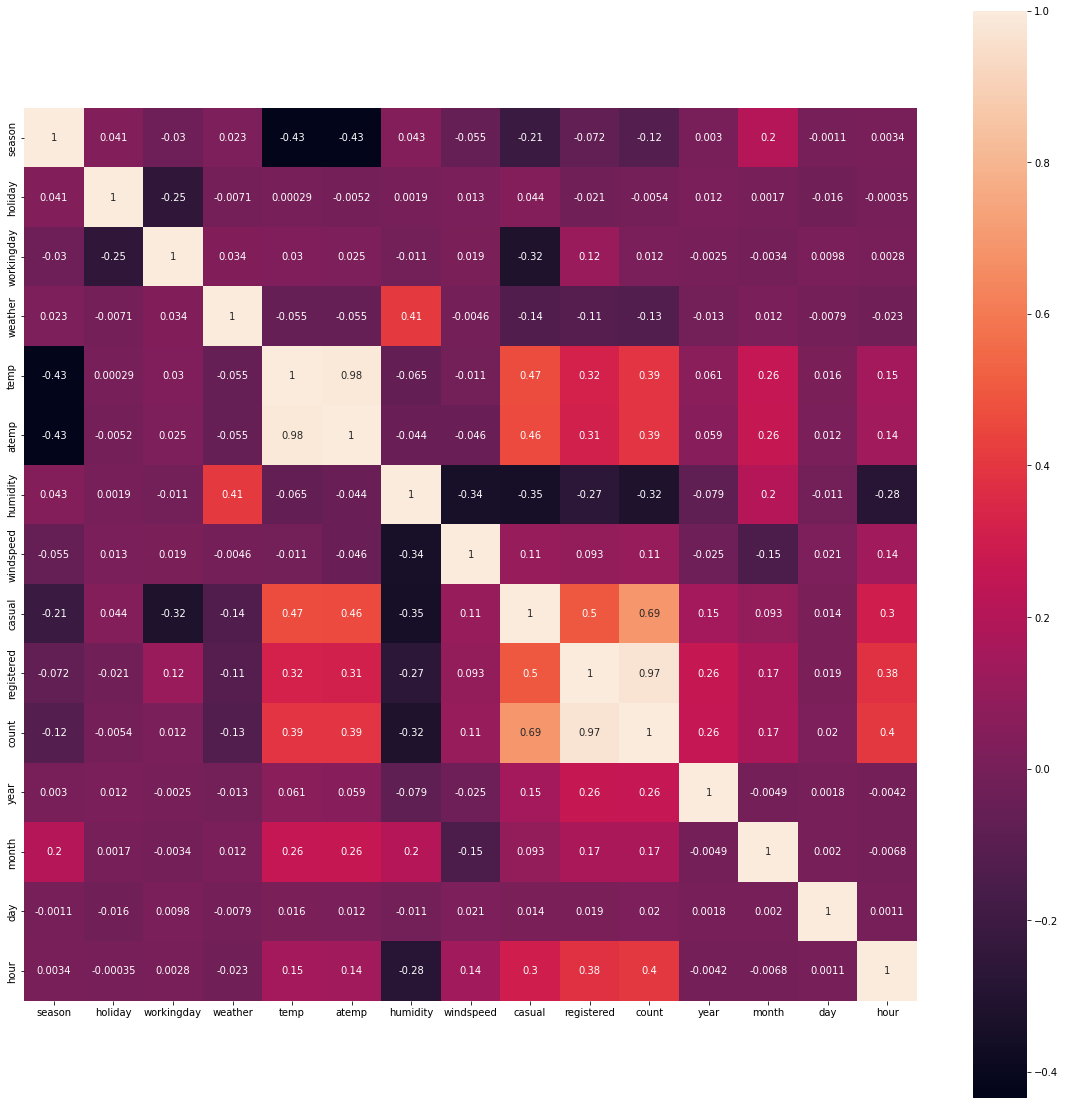 season 1 0.041 -0.03 0.023 -0.43 -0.43 0.043 -0.055 -0.21 -0.072 -0.12 0.003 0.2 -0.0011 0.0034
holiday 0.041 1 -0.25 -0.0071 0.00029 -0.0052 0.0019 0.013 0.044 -0.021 -0.0054 0.012 0.0017 -0.016 -0.00035
workingday -0.03 -0.25 1 0.034 0.03 0.025 -0.011 0.019 -0.32 0.12 0.012 -0.0025 -0.0034 0.0098 0.0028
weather 0.023 -0.0071 0.034 1 -0.055 -0.055 0.41 -0.0046 -0.14 -0.11 -0.13 -0.013 0.012 -0.0079 -0.023
temp -0.43 0.00029 0.03 -0.055 1 0.98 -0.065 -0.011 0.47 0.32 0.39 0.061 0.26 0.016 0.15
atemp -0.43 -0.0052 0.025 -0.055 0.98 1 -0.044 -0.046 0.46 0.31 0.39 0.059 0.26 0.012 0.14
humidity 0.043 0.0019 -0.011 0.41 -0.065 -0.044 1 -0.34 -0.35 -0.27 -0.32 -0.079 0.2 -0.011 -0.28
windspeed -0.055 0.013 0.019 -0.0046 -0.011 -0.046 -0.34 1 0.11 0.093 0.11 -0.025 -0.15 0.021 0.14
casual -0.21 0.044 -0.32 -0.14 0.47 0.46 -0.35 0.11 1 0.5 0.69 0.15 0.093 0.014 0.3
registered -0.072 -0.021 0.12 -0.11 0.32 0.31 -0.27 0.093 0.5 1 0.97 0.26 0.17 0.019 0.38
count -0.12 -0.0054 0.012 -0.13 0.39 0.39 -0.32 0.11 0.69 0.97 1 0.26 0.17 0.02 0.4
year 0.003 0.012 -0.0025 -0.013 0.061 0.059 -0.079 -0.025 0.15 0.26 0.26 1 -0.0049 0.0018 -0.0042
month 0.2 0.0017 -0.0034 0.012 0.26 0.26 0.2 -0.15 0.093 0.17 0.17 -0.0049 1 0.002 -0.0068
day -0.0011 -0.016 0.0098 -0.0079 0.016 0.012 -0.011 0.021 0.014 0.019 0.02 0.0018 0.002 1 0.0011
hour 0.0034 -0.00035 0.0028 -0.023 0.15 0.14 -0.28 0.14 0.3 0.38 0.4 -0.0042 -0.0068 0.0011 1
season holiday workingday weather temp atemp humidity windspeed casual registered count year month day hour
1.0
0.8
0.6
0.4
0.2
0.0
−0.2
−0.4